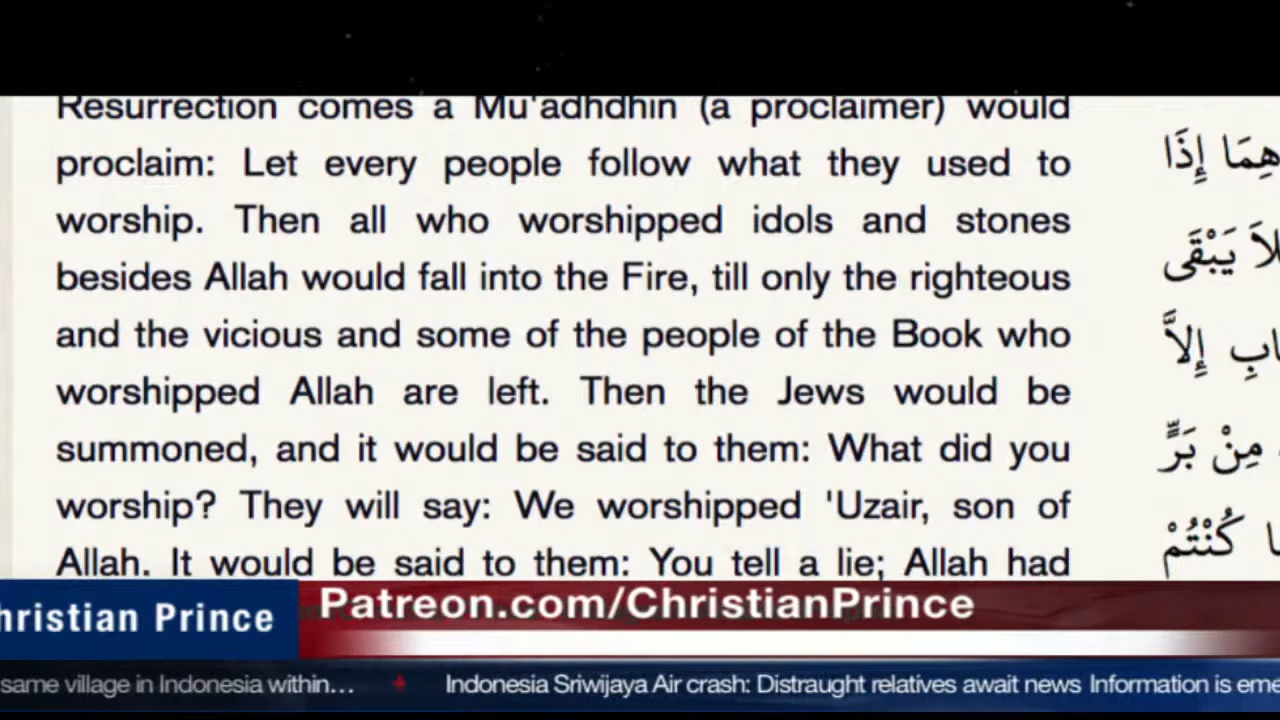 Resurrection comes a Mu'adhdhin (a proclaimer) would
proclaim: Let every people follow what they used to
worship. Then all who worshipped idols and stones
besides Allah would fall into the Fire, till only the righteous
and the vicious and some of the people of the Book who
worshipped Allah are left. Then the Jews would be
summoned, and it would be said to them: What did you
worship? They will say: We worshipped 'Uzair, son of
Allah. It would be said to them: You tell a lie; Allah had
هِمَا إِذَا
يَبْقَى
إِلاَّ
مِنْ بَرٍّ
كُنْتُمْ
hristian Prince
Patreon.com/ChristianPrince
same village in Indonesia within... Indonesia Sriwijaya Air crash: Distraught relatives await news Information is eme